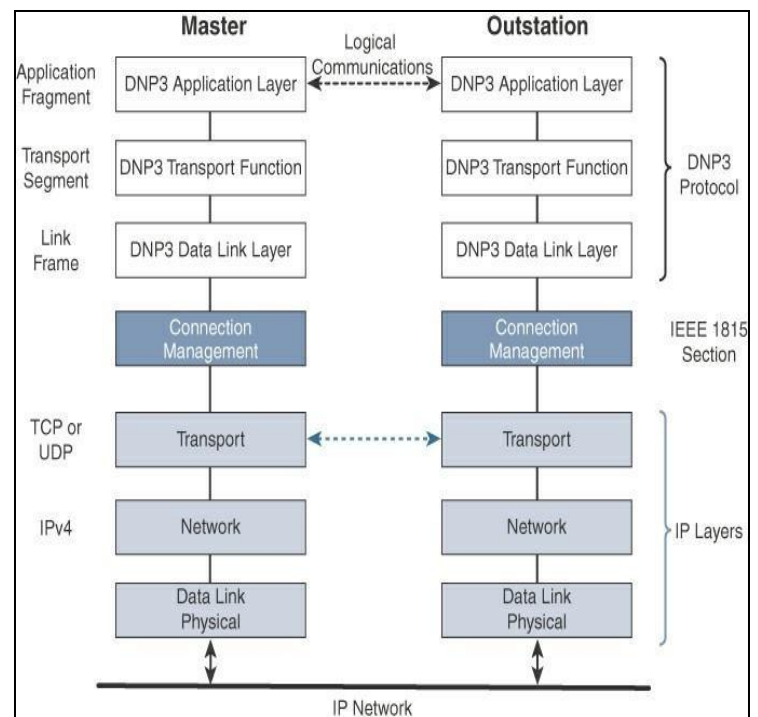 Master
Outstation
Logical
Communications
Application
Fragment
DNP3 Application Layer
DNP3 Application Layer
Transport
Segment
DNP3 Transport Function
DNP3 Transport Function
DNP3
Protocol
Link
Frame
DNP3 Data Link Layer
DNP3 Data Link Layer
Connection
Management
Connection
Management
IEEE 1815
Section
TCP or
UDP
Transport
Transport
IPv4
Network
Network
IP Layers
Data Link
Physical
Data Link
Physical
IP Network